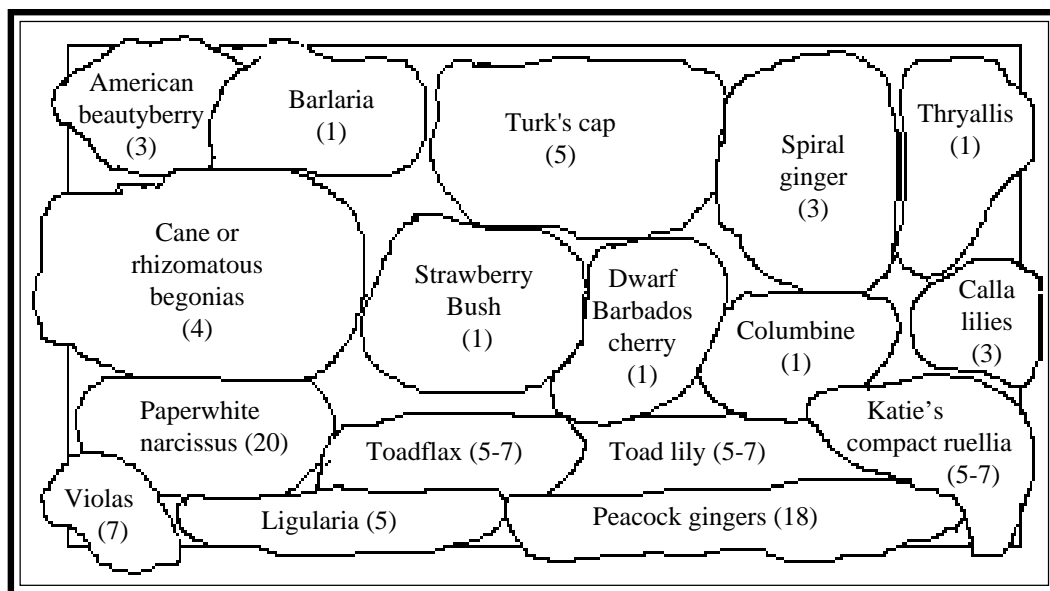 American
beautyberry
(3)
Barlaria
(1)
Turk's cap
(5)
Spiral
ginger
(3)
Thryallis
(1)
Cane or
rhizomatous
begonias
(4)
Strawberry
Bush
(1)
Dwarf
Barbados
cherry
(1)
Columbine
(1)
Calla
lilies
(3)
Paperwhite
narcissus (20)
Toadflax (5-7)
Toad lily (5-7)
Katie’s
compact ruellia
(5-7)
Violas
(7)
Ligularia (5)
Peacock gingers (18)